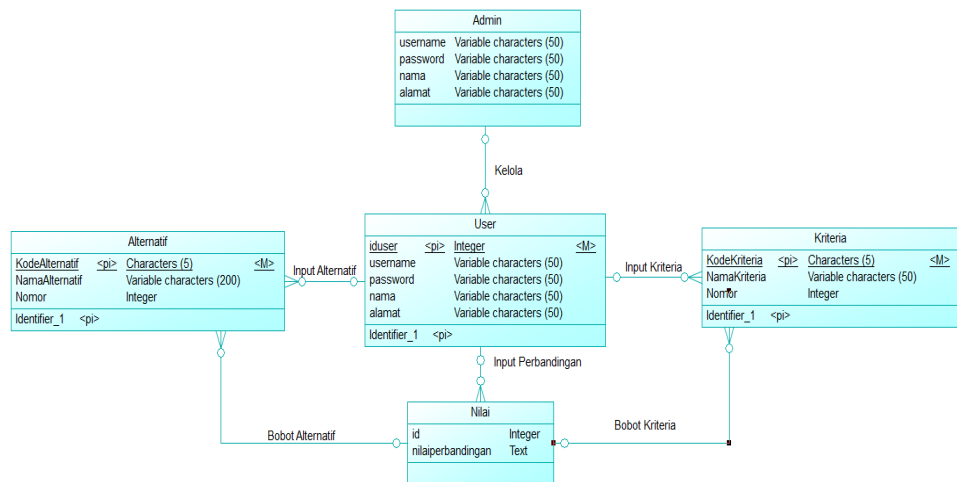 Admin
username Variable characters (50)
password Variable characters (50)
nama Variable characters (50)
alamat Variable characters (50)
Kelola
User
iduser <pi> Integer <M>
username Variable characters (50)
password Variable characters (50)
nama Variable characters (50)
alamat Variable characters (50)
Identifier_1 <pi>
Alternatif
KodeAlternatif <pi> Characters (5) <M>
NamaAlternatif Variable characters (200)
Nomor Integer
Identifier_1 <pi>
Input Alternatif
Input Kriteria
Kriteria
KodeKriteria <pi> Characters (5) <M>
NamaKriteria Variable characters (50)
Nomor Integer
Identifier_1 <pi>
Input Perbandingan
Nilai
id Integer
nilaiperbandingan Text
Bobot Alternatif
Bobot Kriteria